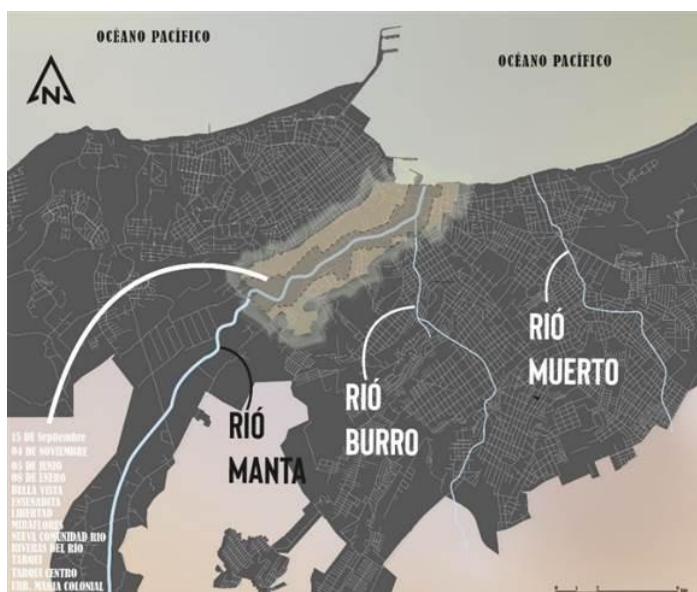 OCÉANO PACÍFICO
OCÉANO PACÍFICO
N
RIÓ
MUERTO
RIÓ
BURRO
RIÓ
MANTA
15 DE Septiembre
04 DE NOVIEMBRE
05 DE JUNIO
08 DE ENERO
BELLA VISTA
ENSENADITA
LIBERTAD
MIRAFLORES
NUEVA COMUNIDAD RIO
RIVERAS DEL RÍO
TARQUI
TARQUI CENTRO
URB. MARIA COLONIAL